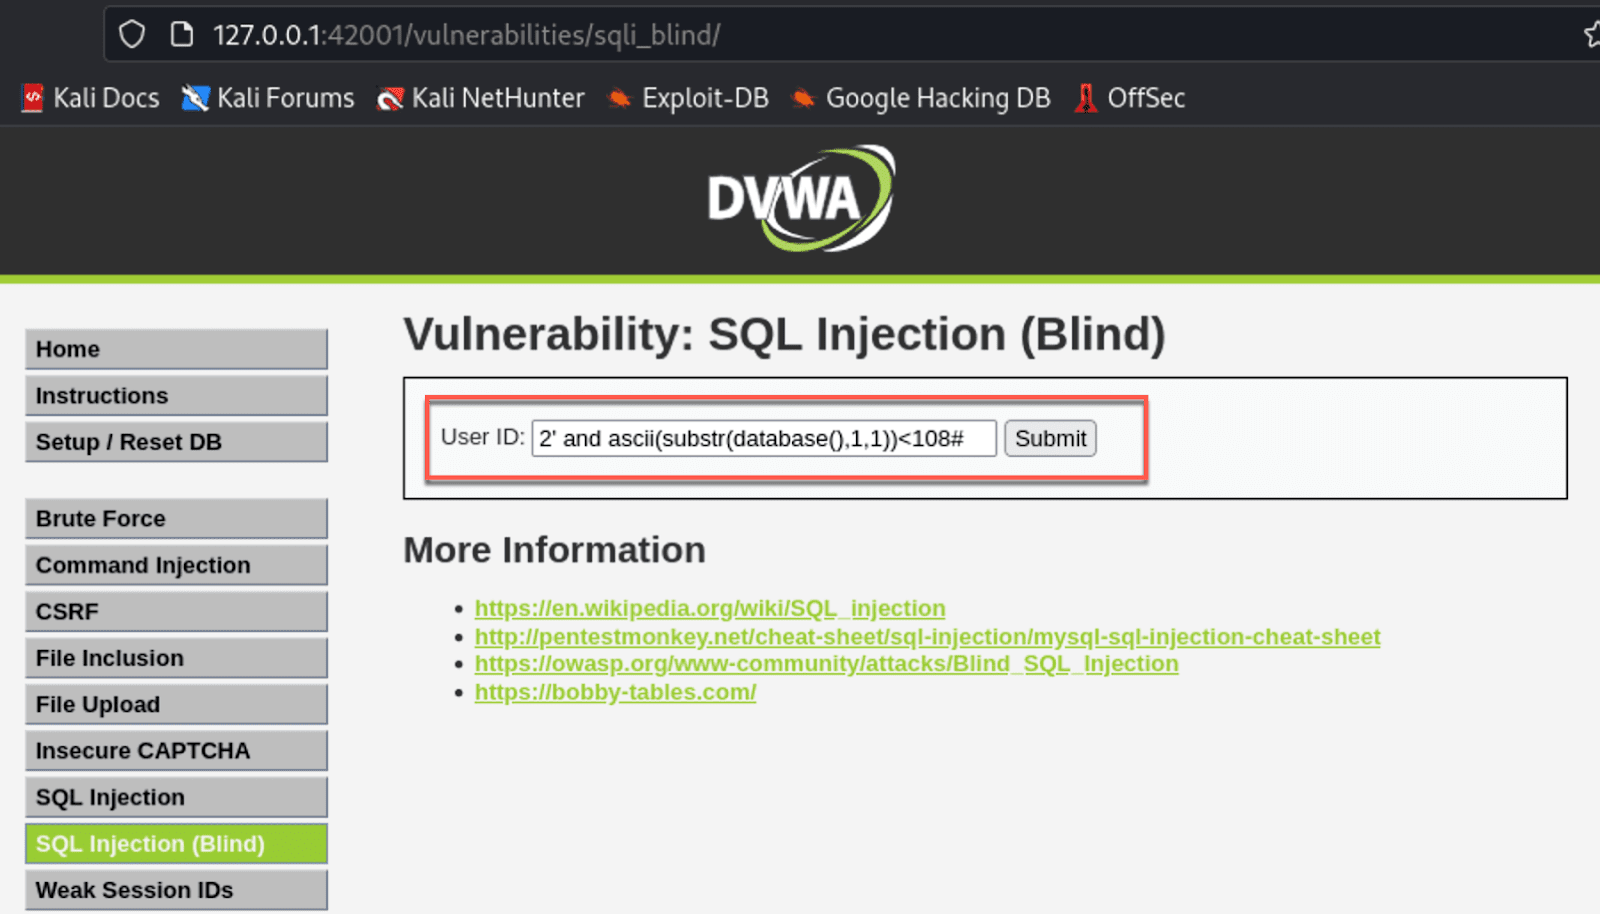 127.0.0.1:42001/vulnerabilities/sqli_blind/
Kali Docs Kali Forums Kali NetHunter Exploit-DB Google Hacking DB OffSec
DVWA
Home
Instructions
Setup / Reset DB
Brute Force
Command Injection
CSRF
File Inclusion
File Upload
Insecure CAPTCHA
SQL Injection
SQL Injection (Blind)
Weak Session IDs
Vulnerability: SQL Injection (Blind)
User ID: 2' and ascii(substr(database(),1,1))<108# Submit
More Information
https://en.wikipedia.org/wiki/SQL_injection
http://pentestmonkey.net/cheat-sheet/sql-injection/mysql-sql-injection-cheat-sheet
https://owasp.org/www-community/attacks/Blind_SQL_Injection
https://bobby-tables.com/